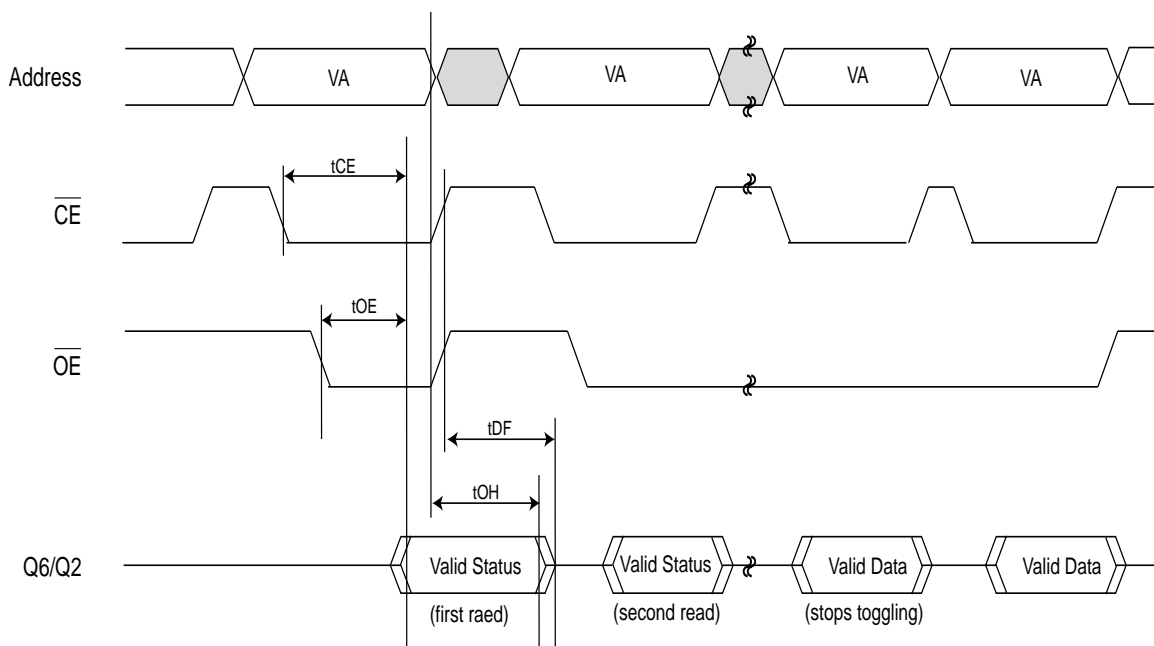 Address
VA
VA
VA
VA
tCE
CE
tOE
OE
tDF
tOH
Q6/Q2
Valid Status
Valid Status
Valid Data
Valid Data
(first raed)
(second read)
(stops toggling)